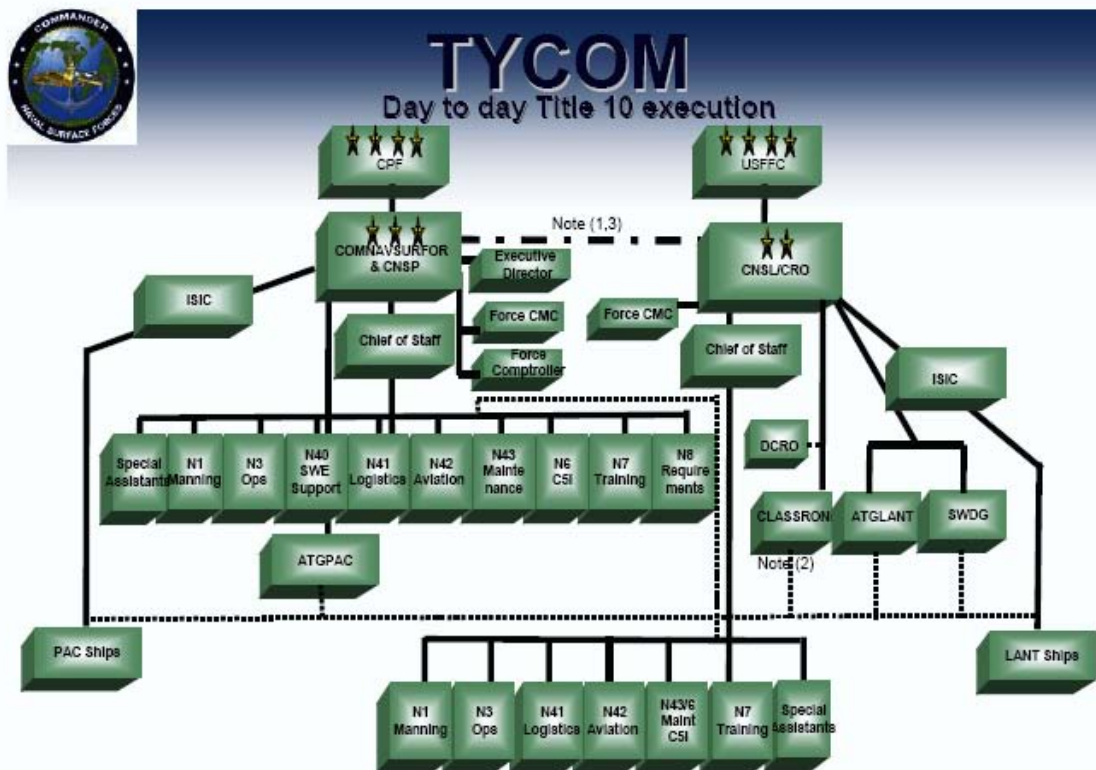 COMMANDER
NAVAL SURFACE FORCES
TYCOM
Day to day Title 10 execution
CPF
USFFC
Note (1,3)
COMNAVSURFOR
& CNSP
Executive
Director
CNSL/CRO
ISIC
Force CMC
Force CMC
Chief of Staff
Chief of Staff
Force
Comptroller
ISIC
DCRO
Special
Assistants
N1
Manning
N3
Ops
N40
SWE
Support
N41
Logistics
N42
Aviation
N43
Mainte
nance
N6
C5I
N7
Training
N8
Require
ments
CLASSRON
ATGLANT
SWDG
Note (2)
ATGPAC
PAC Ships
LANT Ships
N1
Manning
N3
Ops
N41
Logistics
N42
Aviation
N43/6
Maint
C5I
N7
Training
Special
Assistants